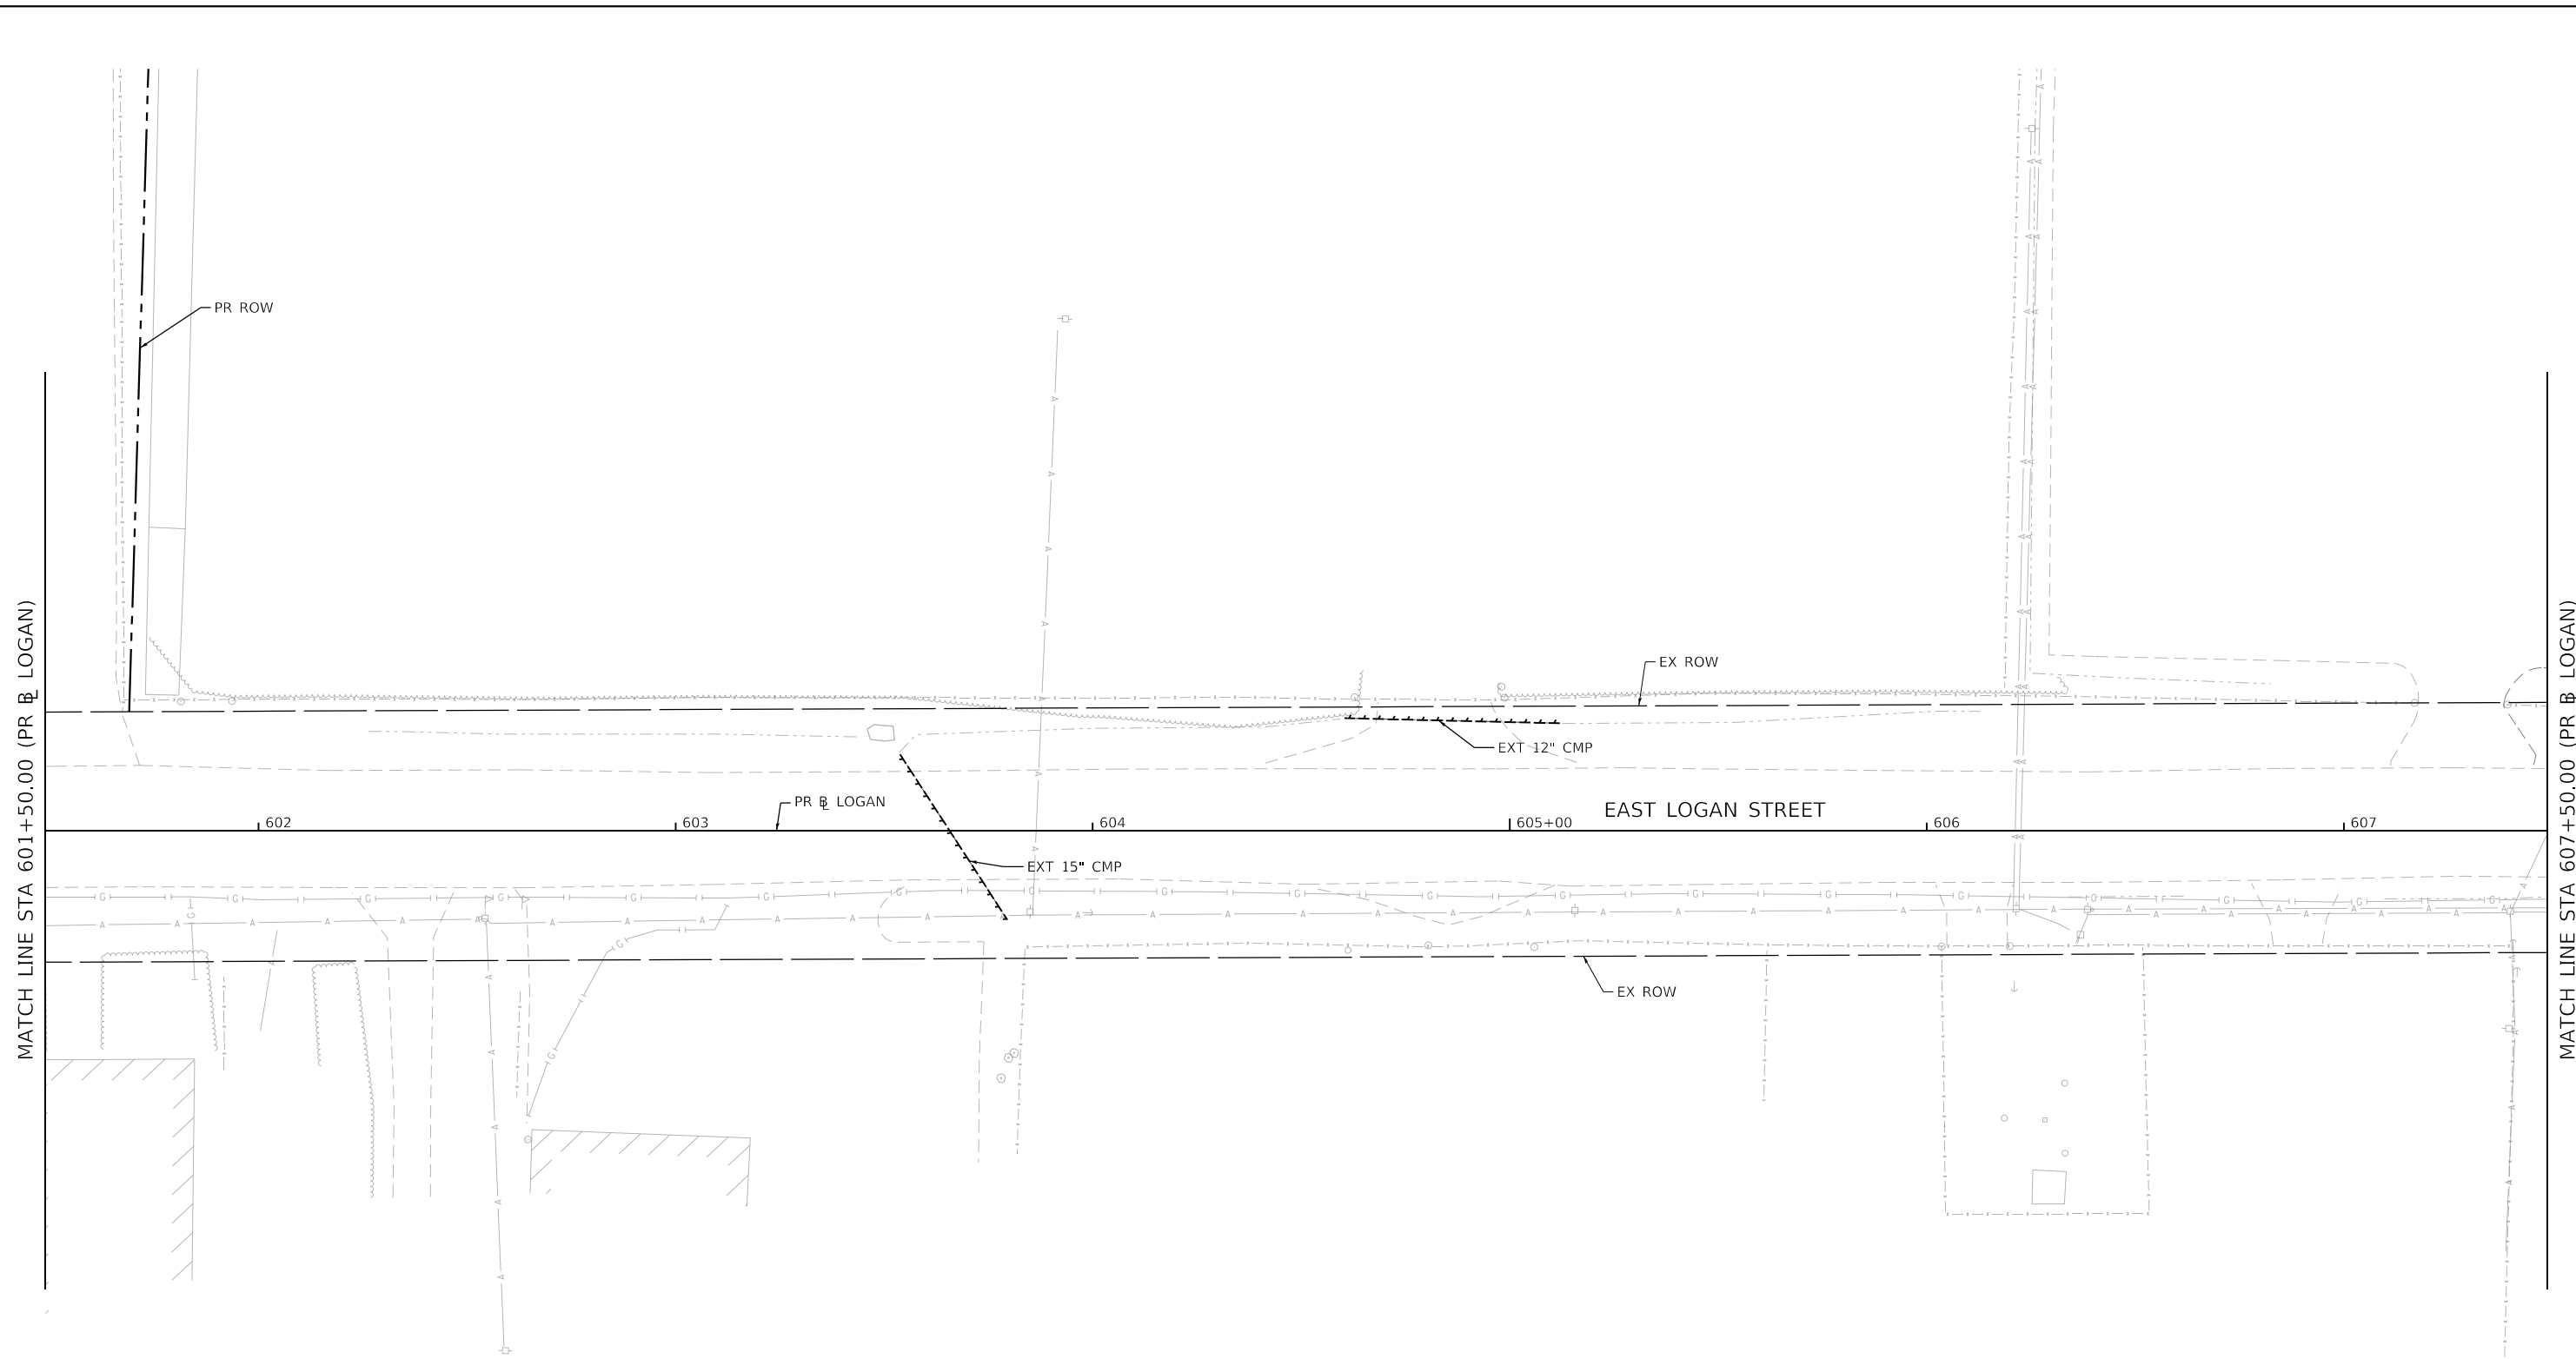 PR ROW
EX ROW
EXT 12" CMP
PR ℄ LOGAN
EAST LOGAN STREET
602
603
604
605+00
606
607
EXT 15" CMP
EX ROW
MATCH LINE STA 601+50.00 (PR B̲L LOGAN)
MATCH LINE STA 607+50.00 (PR BL LOGAN)